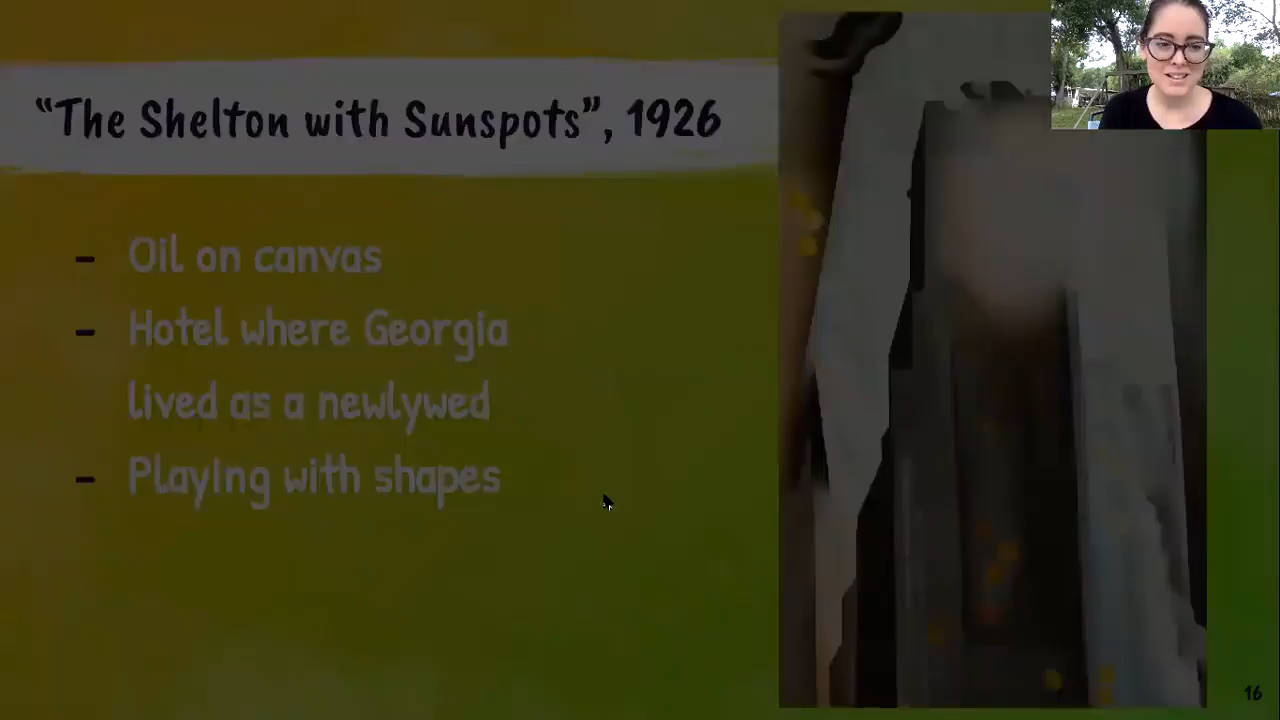 “The Shelton with Sunspots”, 1926
- Oil on canvas
- Hotel where Georgia
lived as a newlywed
- Playing with shapes
16